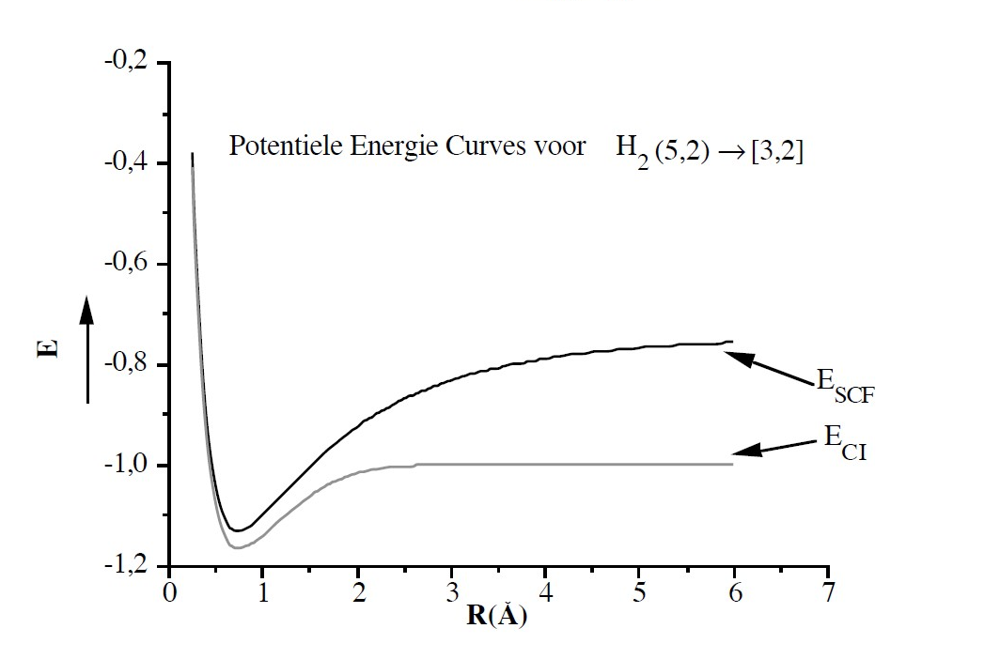 -0,2
Potentiele Energie Curves voor H2 (5,2) → [3,2]
-0,4
-0,6
E
-0,8
ESCF
ECI
-1,0
-1,2
0 1 2 3 4 5 6 7
R(Å)